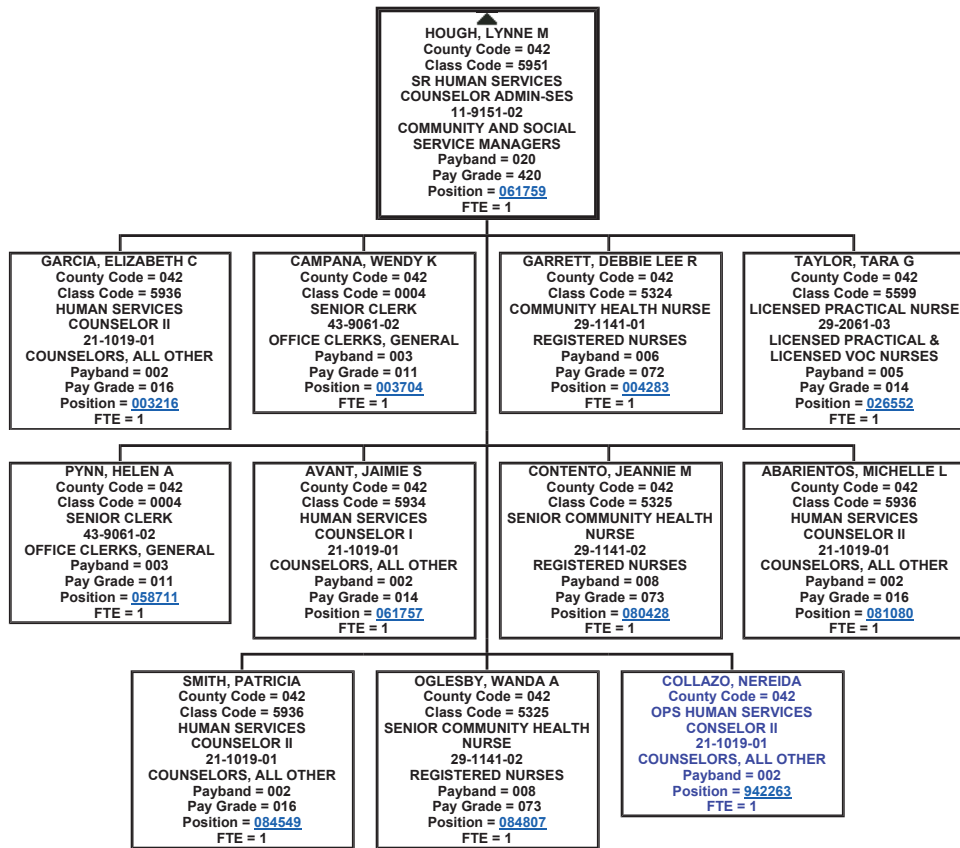 HOUGH, LYNNE M
County Code = 042
Class Code = 5951
SR HUMAN SERVICES
COUNSELOR ADMIN-SES
11-9151-02
COMMUNITY AND SOCIAL
SERVICE MANAGERS
Payband = 020
Pay Grade = 420
Position = 061759
FTE = 1
GARCIA, ELIZABETH C
County Code = 042
Class Code = 5936
HUMAN SERVICES
COUNSELOR II
21-1019-01
COUNSELORS, ALL OTHER
Payband = 002
Pay Grade = 016
Position = 003216
FTE = 1
CAMPANA, WENDY K
County Code = 042
Class Code = 0004
SENIOR CLERK
43-9061-02
OFFICE CLERKS, GENERAL
Payband = 003
Pay Grade = 011
Position = 003704
FTE = 1
GARRETT, DEBBIE LEE R
County Code = 042
Class Code = 5324
COMMUNITY HEALTH NURSE
29-1141-01
REGISTERED NURSES
Payband = 006
Pay Grade = 072
Position = 004283
FTE = 1
TAYLOR, TARA G
County Code = 042
Class Code = 5599
LICENSED PRACTICAL NURSE
29-2061-03
LICENSED PRACTICAL &
LICENSED VOC NURSES
Payband = 005
Pay Grade = 014
Position = 026552
FTE = 1
PYNN, HELEN A
County Code = 042
Class Code = 0004
SENIOR CLERK
43-9061-02
OFFICE CLERKS, GENERAL
Payband = 003
Pay Grade = 011
Position = 058711
FTE = 1
AVANT, JAIMIE S
County Code = 042
Class Code = 5934
HUMAN SERVICES
COUNSELOR I
21-1019-01
COUNSELORS, ALL OTHER
Payband = 002
Pay Grade = 014
Position = 061757
FTE = 1
CONTENTO, JEANNIE M
County Code = 042
Class Code = 5325
SENIOR COMMUNITY HEALTH
NURSE
29-1141-02
REGISTERED NURSES
Payband = 008
Pay Grade = 073
Position = 080428
FTE = 1
ABARIENTOS, MICHELLE L
County Code = 042
Class Code = 5936
HUMAN SERVICES
COUNSELOR II
21-1019-01
COUNSELORS, ALL OTHER
Payband = 002
Pay Grade = 016
Position = 081080
FTE = 1
SMITH, PATRICIA
County Code = 042
Class Code = 5936
HUMAN SERVICES
COUNSELOR II
21-1019-01
COUNSELORS, ALL OTHER
Payband = 002
Pay Grade = 016
Position = 084549
FTE = 1
OGLESBY, WANDA A
County Code = 042
Class Code = 5325
SENIOR COMMUNITY HEALTH
NURSE
29-1141-02
REGISTERED NURSES
Payband = 008
Pay Grade = 073
Position = 084807
FTE = 1
COLLAZO, NEREIDA
County Code = 042
OPS HUMAN SERVICES
CONSELOR II
21-1019-01
COUNSELORS, ALL OTHER
Payband = 002
Position = 942263
FTE = 1